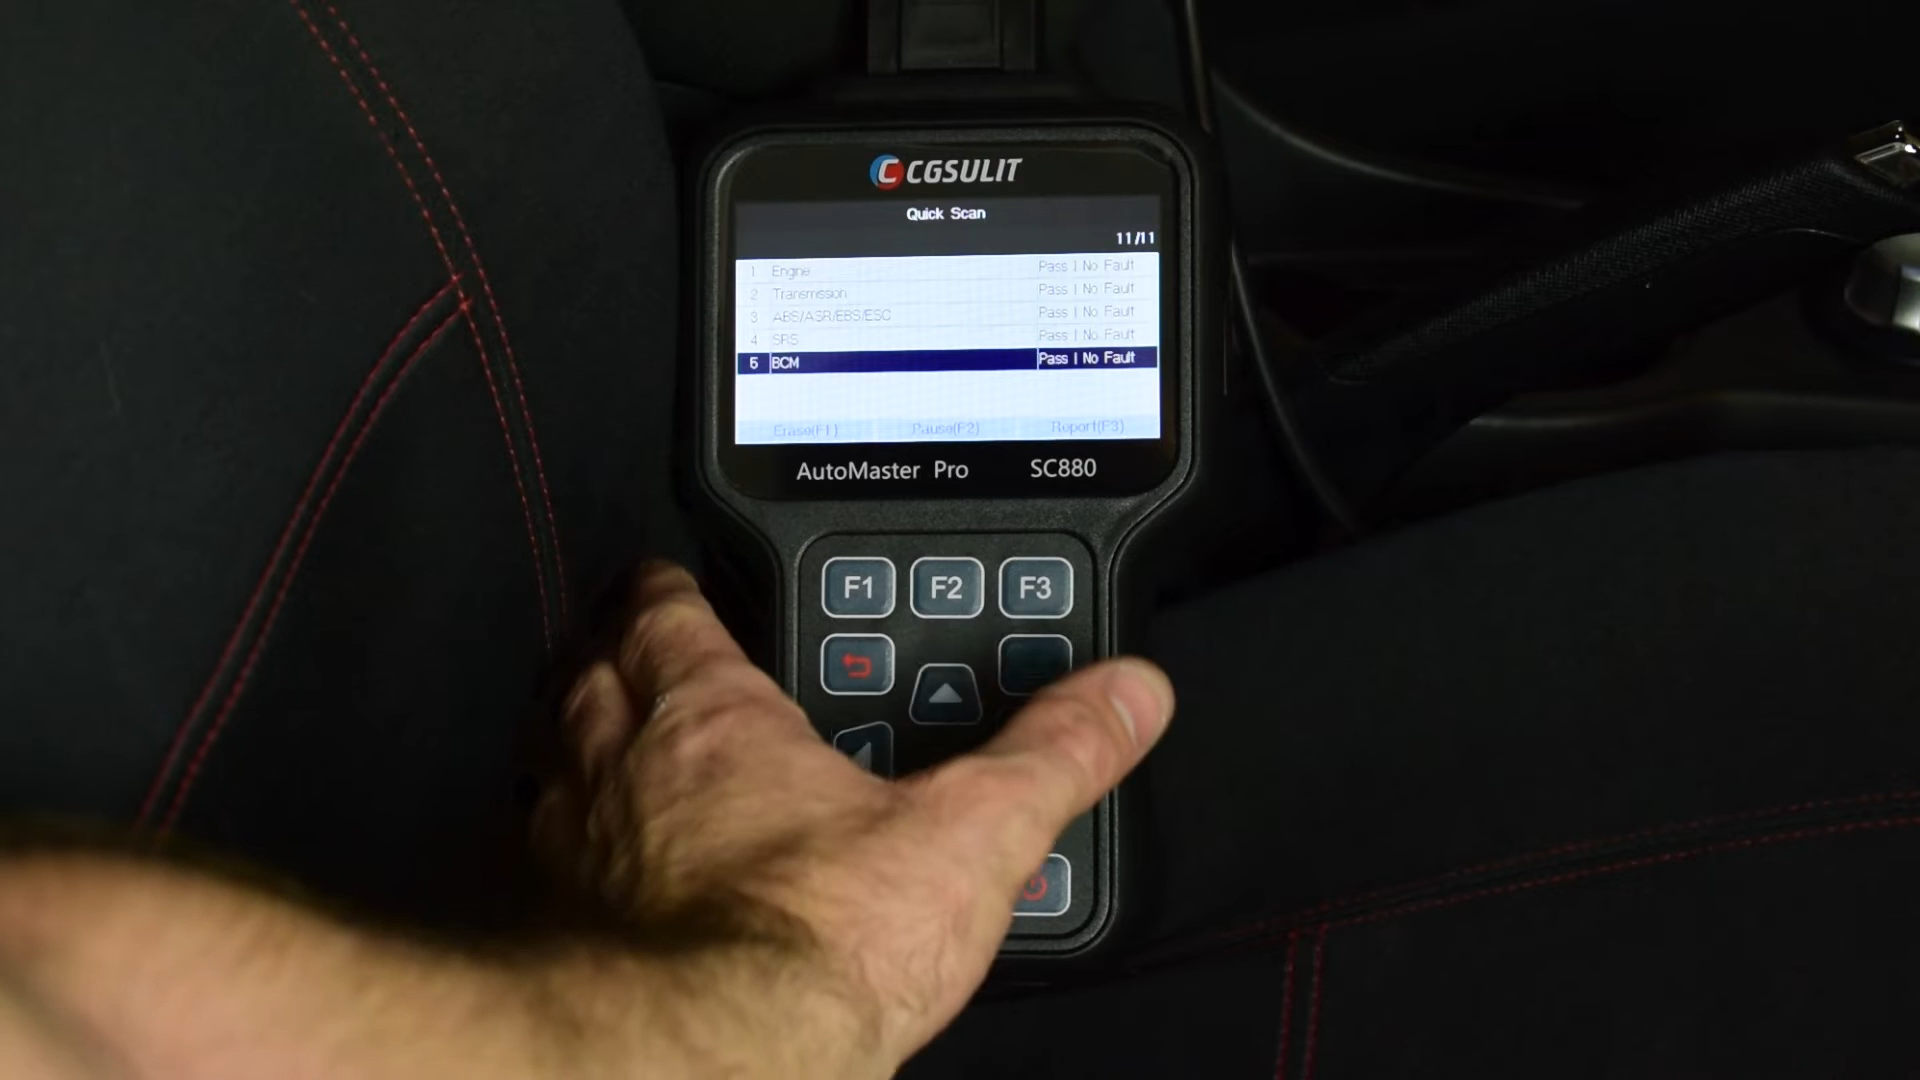 CGSULIT
Quick Scan
11/11
1 Engine Pass | No Fault
2 Transmission Pass | No Fault
3 ABS/ASR/EBS/ESC Pass | No Fault
4 SRS Pass | No Fault
5 BCM Pass | No Fault
Erase(F1) Pause(F2) Report(F3)
AutoMaster Pro SC880
F1 F2 F3